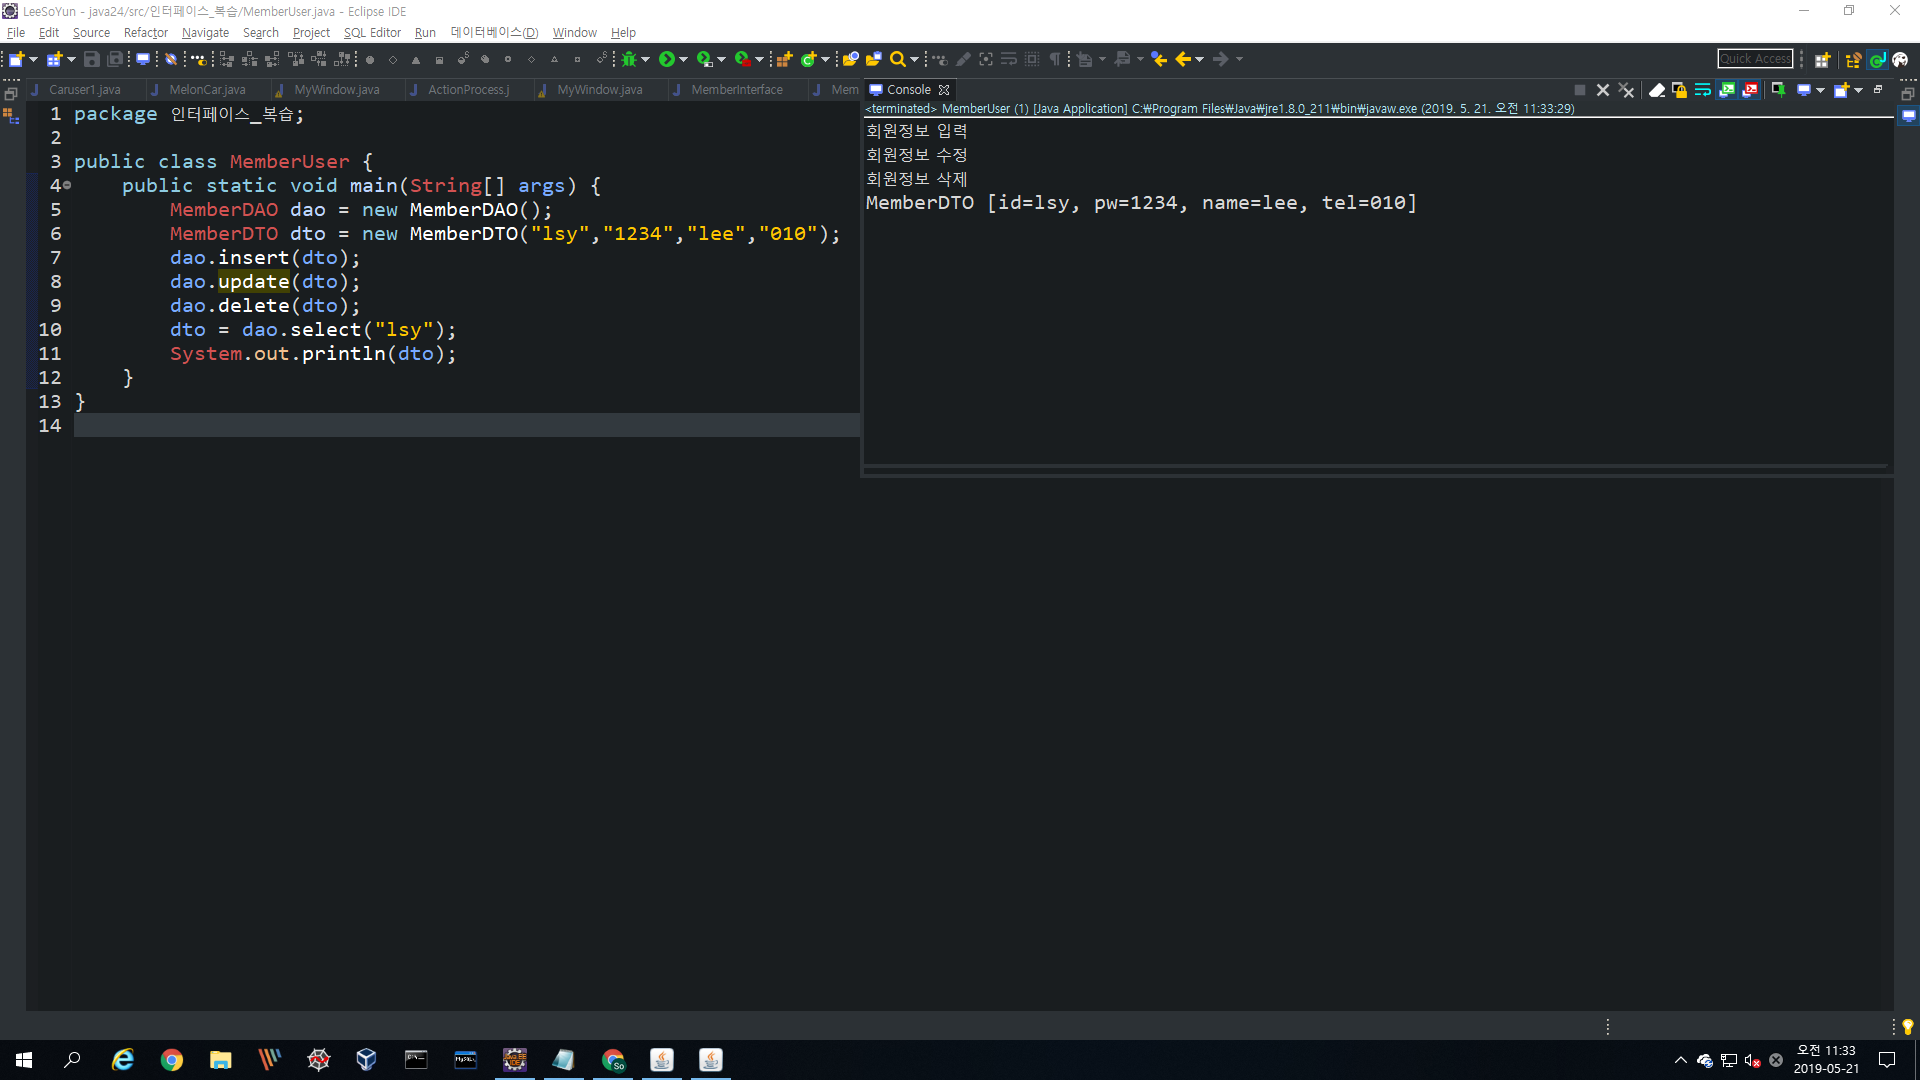 LeeSoYun - java24/src/인터페이스_복습/MemberUser.java - Eclipse IDE
File Edit Source Refactor Navigate Search Project SQL Editor Run 데이터베이스(D) Window Help
Quick Access
Caruser1.java MelonCar.java MyWindow.java ActionProcess.j MyWindow.java MemberInterface Mem
Console
<terminated> MemberUser (1) [Java Application] C:₩Program Files₩Java₩jre1.8.0_211₩bin₩javaw.exe (2019. 5. 21. 오전 11:33:29)
1 package 인터페이스_복습;
2
3 public class MemberUser {
4 public static void main(String[] args) {
5 MemberDAO dao = new MemberDAO();
6 MemberDTO dto = new MemberDTO("lsy","1234","lee","010");
7 dao.insert(dto);
8 dao.update(dto);
9 dao.delete(dto);
10 dto = dao.select("lsy");
11 System.out.println(dto);
12 }
13 }
14
회원정보 입력
회원정보 수정
회원정보 삭제
MemberDTO [id=lsy, pw=1234, name=lee, tel=010]
오전 11:33
2019-05-21